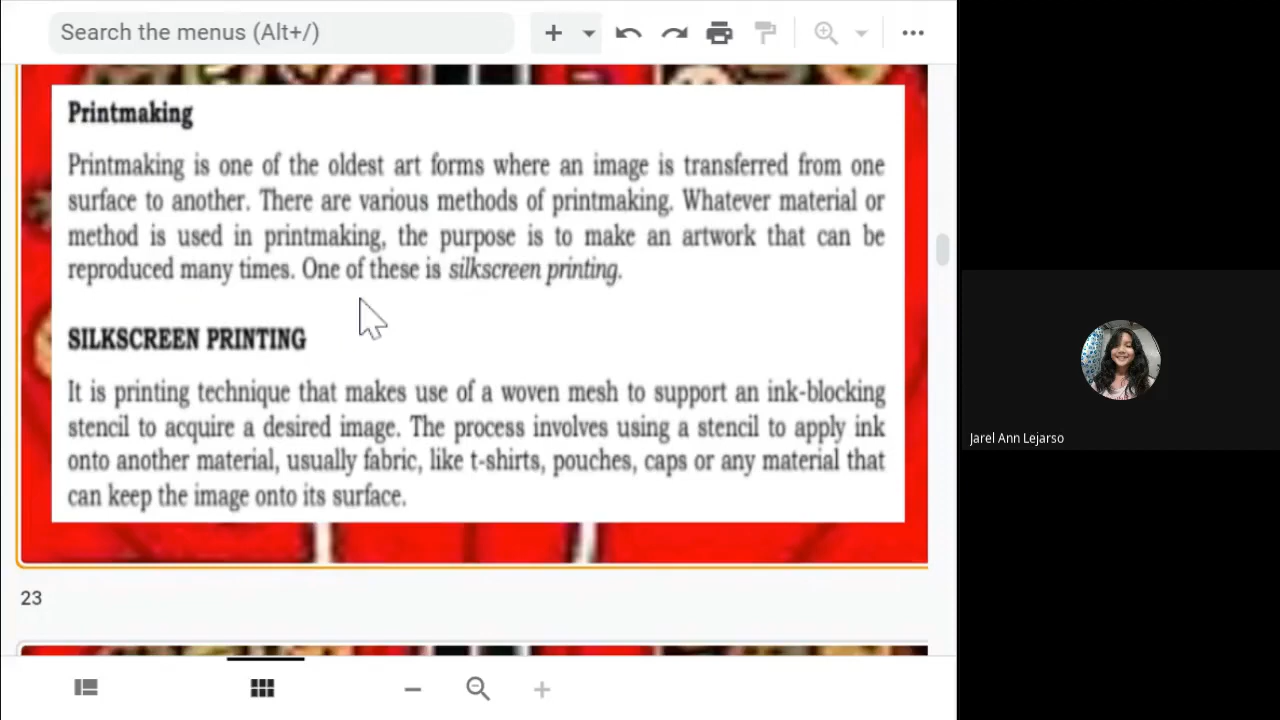 Search the menus (Alt+/)
Printmaking
Printmaking is one of the oldest art forms where an image is transferred from one
surface to another. There are various methods of printmaking. Whatever material or
method is used in printmaking, the purpose is to make an artwork that can be
reproduced many times. One of these is silkscreen printing.
SILKSCREEN PRINTING
It is printing technique that makes use of a woven mesh to support an ink-blocking
stencil to acquire a desired image. The process involves using a stencil to apply ink
onto another material, usually fabric, like t-shirts, pouches, caps or any material that
can keep the image onto its surface.
23
Jarel Ann Lejarso